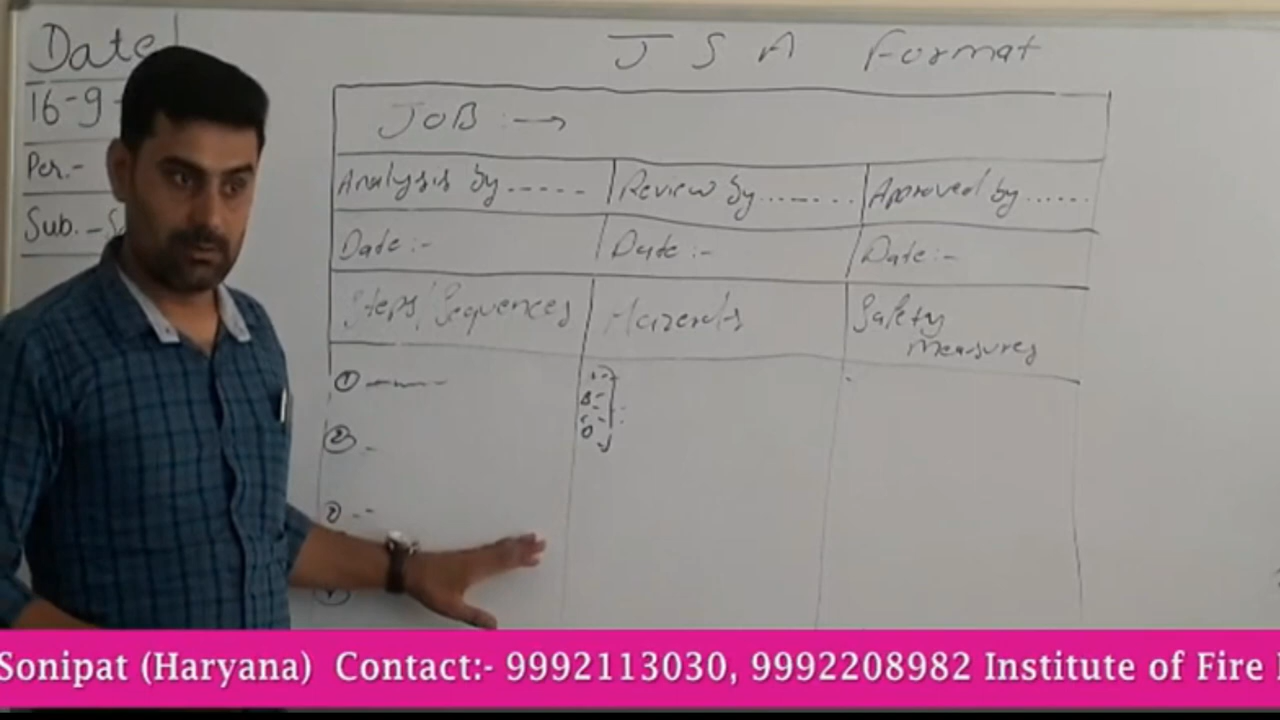 Date
J S A Format
16-9-
Per.-
Sub.-S
JOB :→
Analysis by ------ Review by ------- Approved by ......
Date:- Date:- Date:-
Steps/Sequences Hazards Safety
Measures
①
②
B-
D
Sonipat (Haryana) Contact:- 9992113030, 9992208982 Institute of Fire